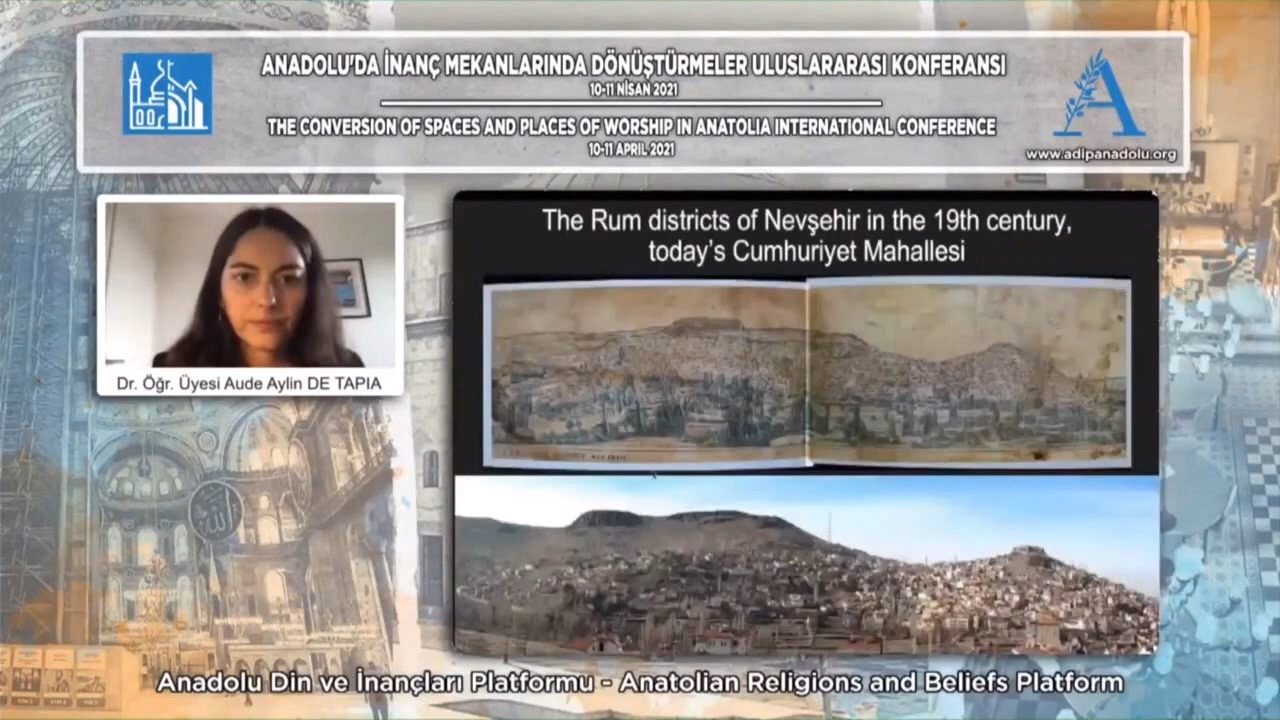 ANADOLU'DA İNANÇ MEKANLARINDA DÖNÜŞTÜRMELER ULUSLARARASI KONFERANSI
10-11 NİSAN 2021
THE CONVERSION OF SPACES AND PLACES OF WORSHIP IN ANATOLIA INTERNATIONAL CONFERENCE
10-11 APRIL 2021
www.adipanadolu.org
The Rum districts of Nevşehir in the 19th century,
today's Cumhuriyet Mahallesi
Dr. Öğr. Üyesi Aude Aylin DE TAPIA
Anadolu Din ve İnançları Platformu - Anatolian Religions and Beliefs Platform